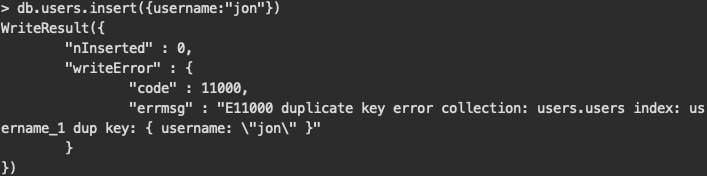 > db.users.insert({username:"jon"})
WriteResult({
        "nInserted" : 0,
        "writeError" : {
                "code" : 11000,
                "errmsg" : "E11000 duplicate key error collection: users.users index: us
ername_1 dup key: { username: \"jon\" }"
        }
})